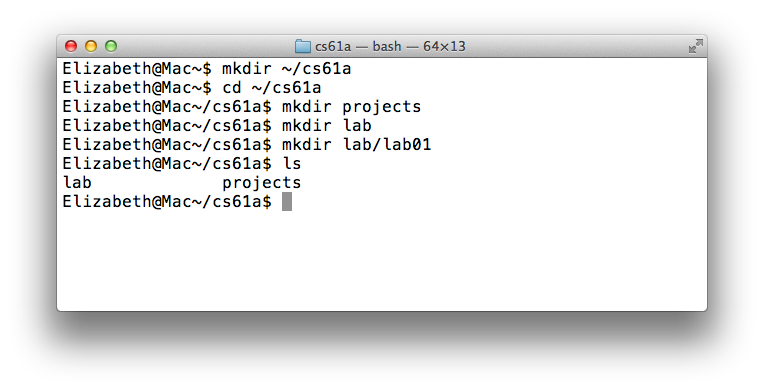 cs61a — bash — 64×13
Elizabeth@Mac~$ mkdir ~/cs61a
Elizabeth@Mac~$ cd ~/cs61a
Elizabeth@Mac~/cs61a$ mkdir projects
Elizabeth@Mac~/cs61a$ mkdir lab
Elizabeth@Mac~/cs61a$ mkdir lab/lab01
Elizabeth@Mac~/cs61a$ ls
lab             projects
Elizabeth@Mac~/cs61a$